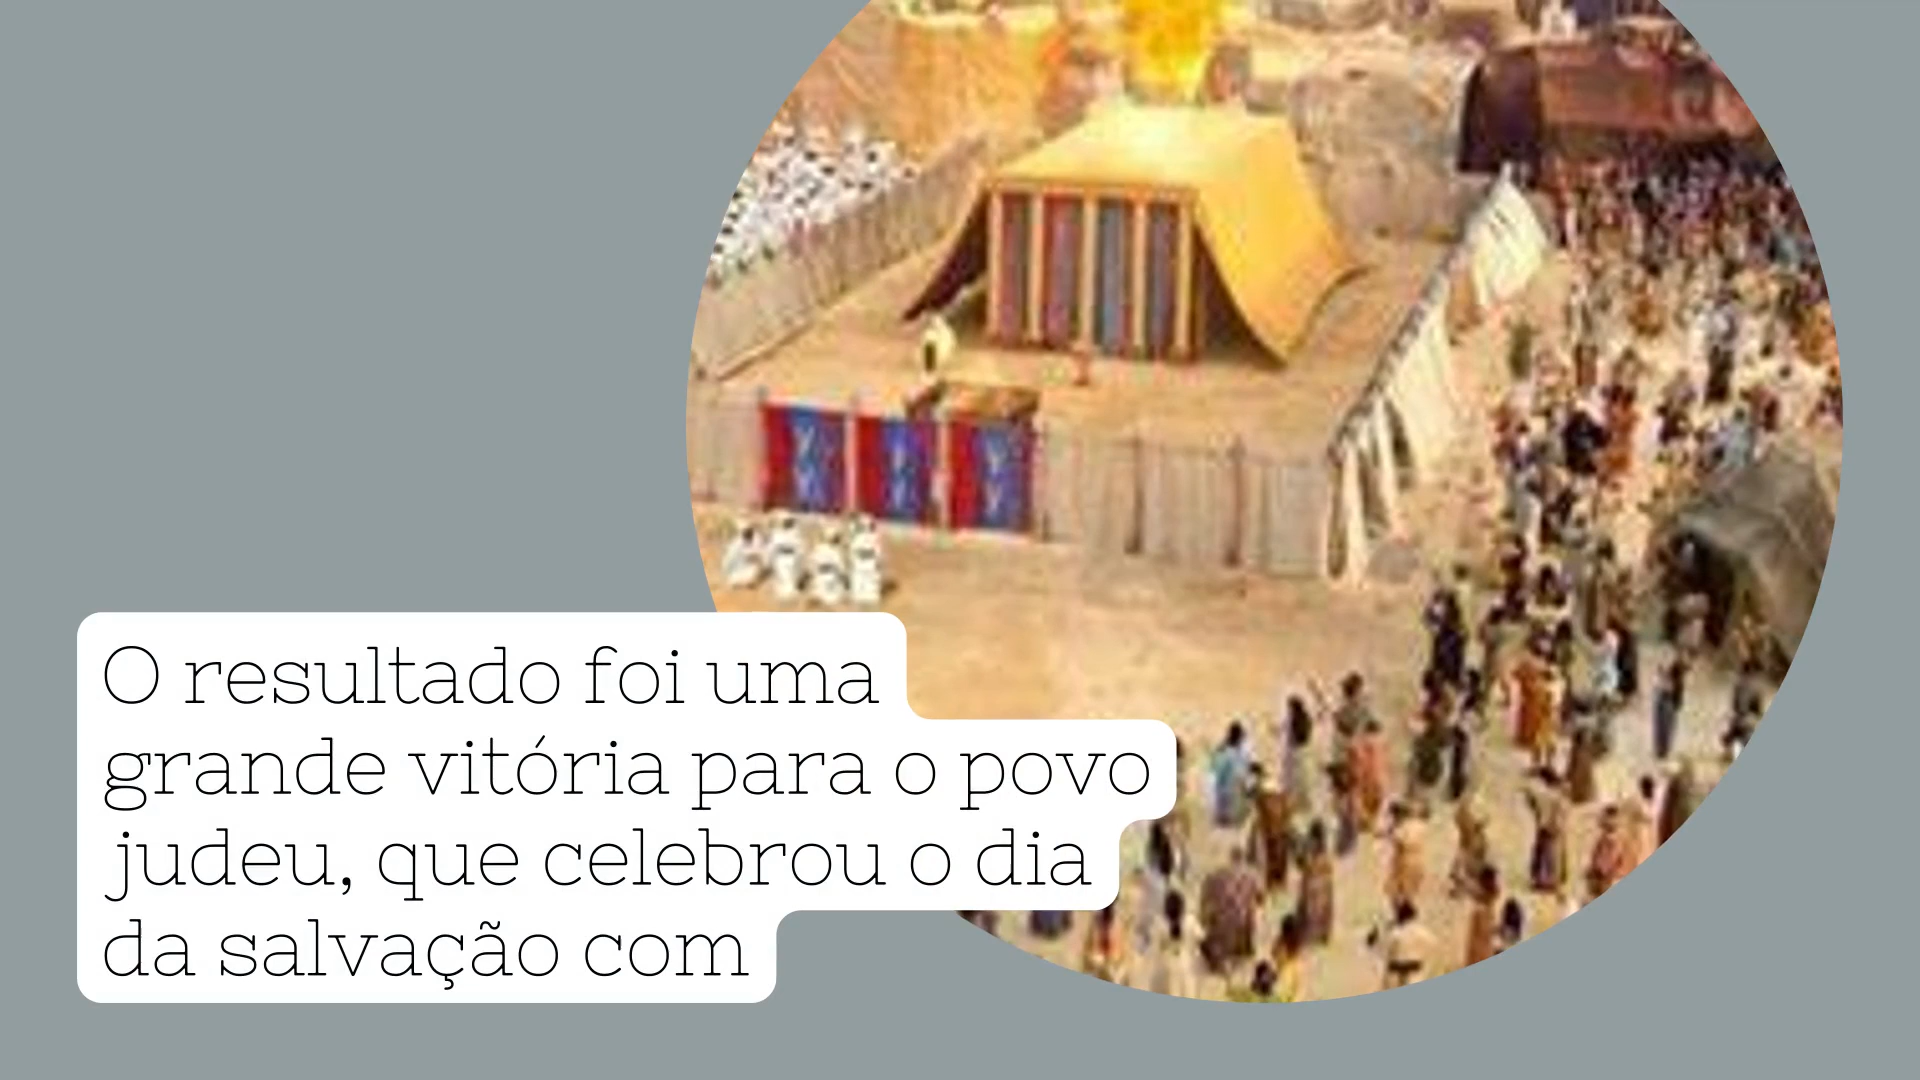 O resultado foi uma
grande vitória para o povo
judeu, que celebrou o dia
da salvação com